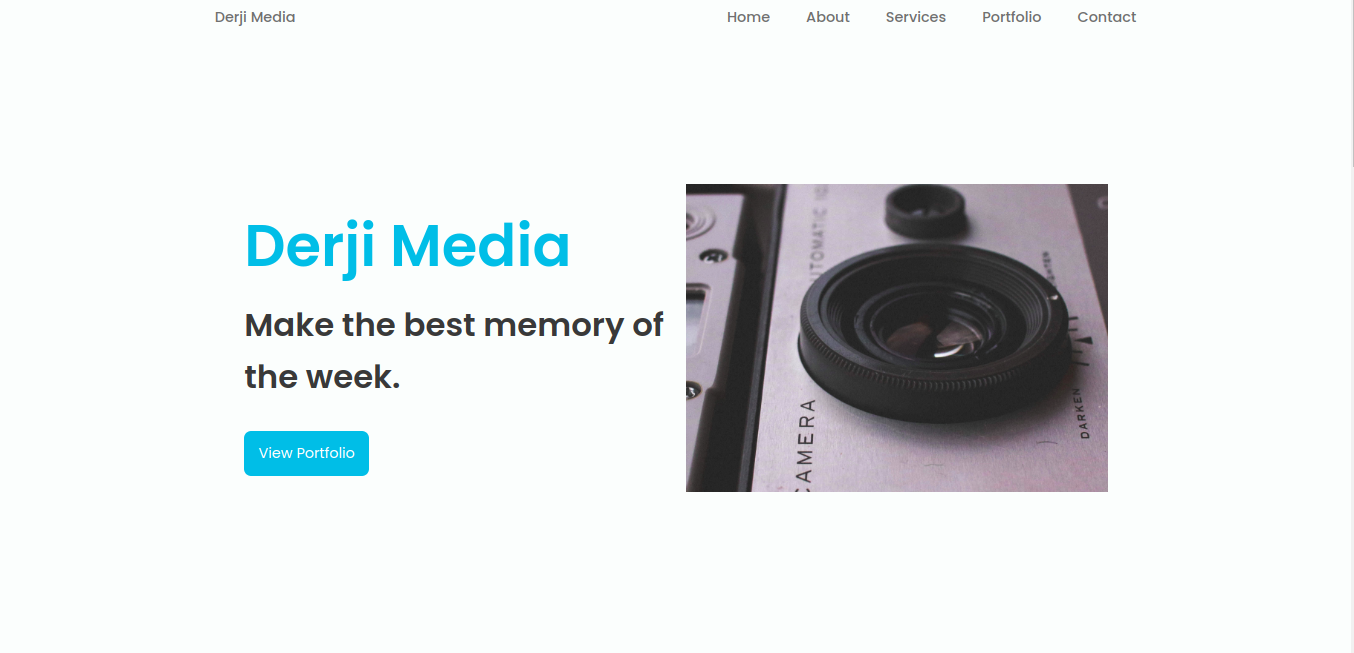 Derji Media
Home About Services Portfolio Contact
Derji Media
Make the best memory of
the week.
View Portfolio
CAMERA
DARKEN